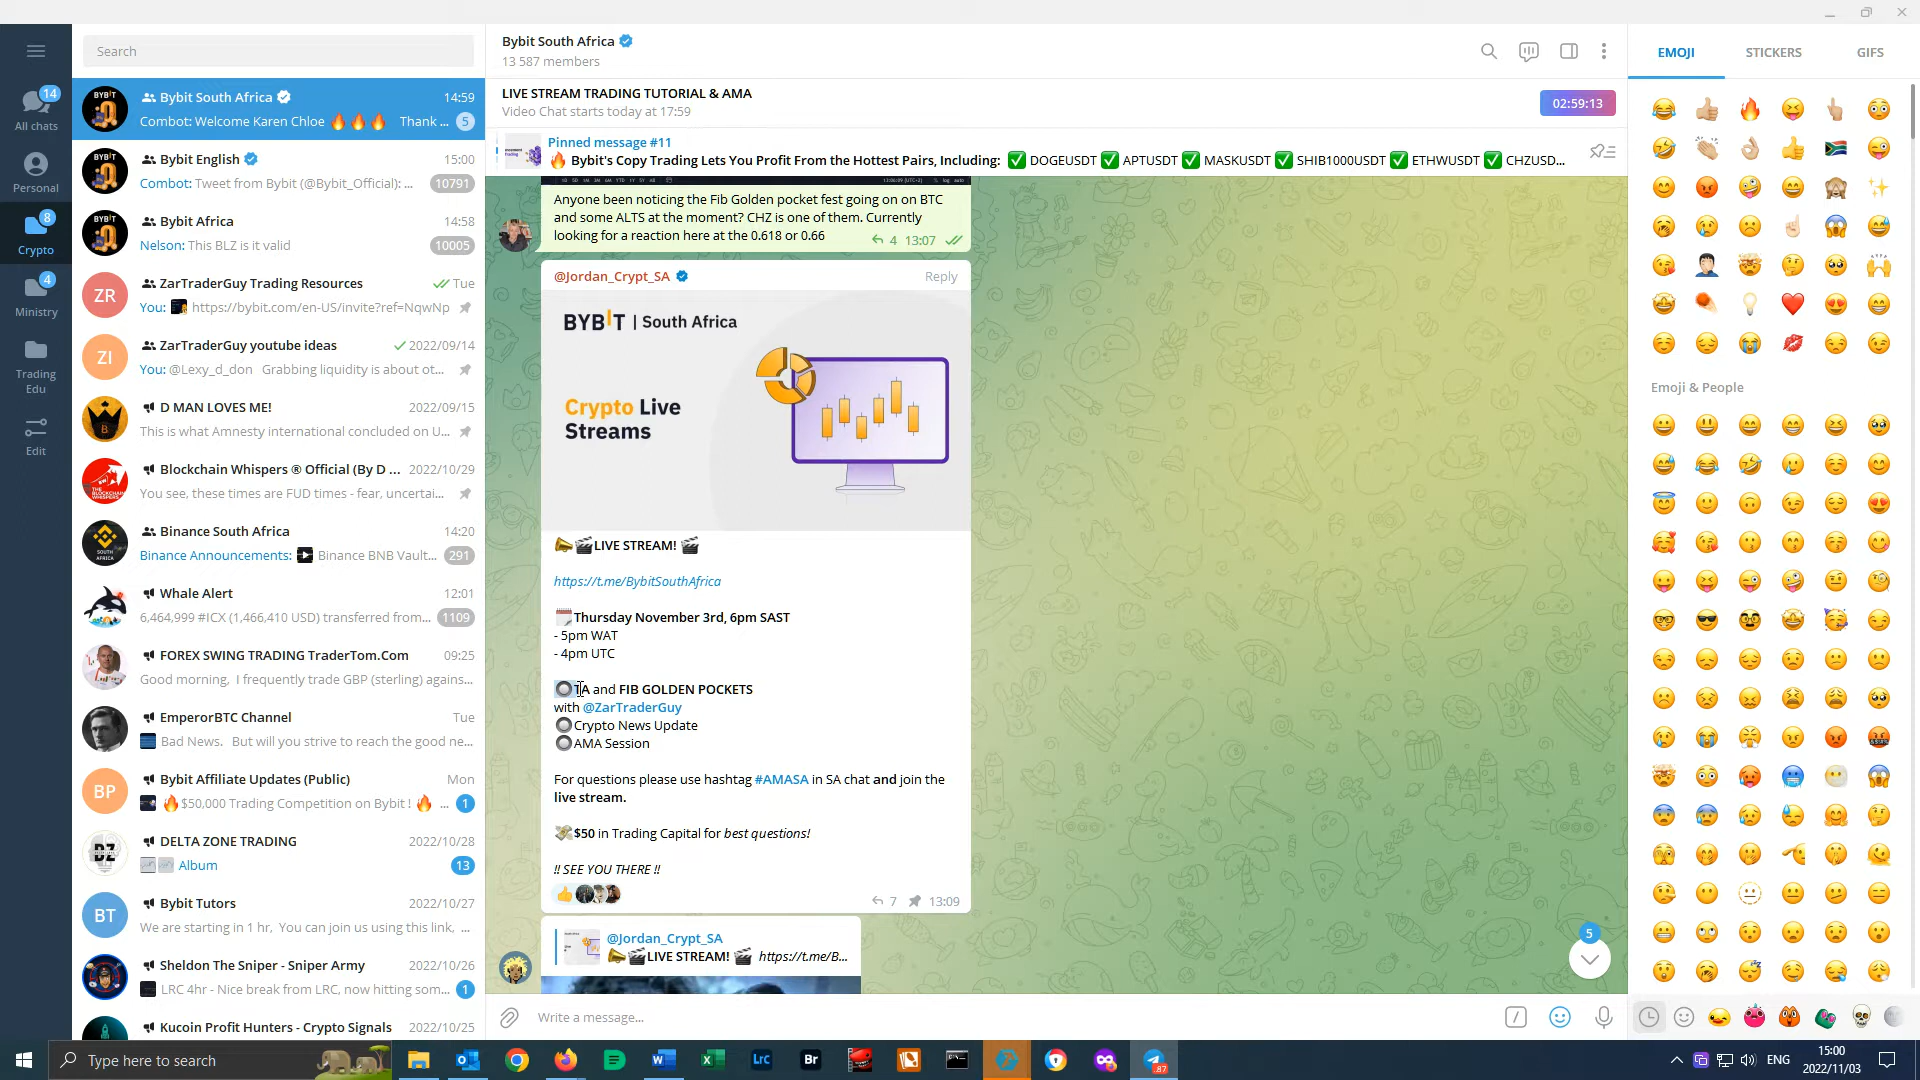 Search
14
All chats
Personal
8
Crypto
4
Ministry
Trading
Edu
Edit
Bybit South Africa
14:59
Combot: Welcome Karen Chloe 🔥🔥🔥 Thank ...
5
Bybit English
15:00
Combot: Tweet from Bybit (@Bybit_Official): ...
10791
Bybit Africa
14:58
Nelson: This BLZ is it valid
10005
ZR
ZarTraderGuy Trading Resources
Tue
You: https://bybit.com/en-US/invite?ref=NqwNp
ZI
ZarTraderGuy youtube ideas
2022/09/14
You: @Lexy_d_don Grabbing liquidity is about ot...
D MAN LOVES ME!
2022/09/15
This is what Amnesty international concluded on U...
Blockchain Whispers ® Official (By D ...
2022/10/29
You see, these times are FUD times - fear, uncertai...
Binance South Africa
14:20
Binance Announcements: Binance BNB Vault...
291
Whale Alert
12:01
6,464,999 #ICX (1,466,410 USD) transferred from...
1109
FOREX SWING TRADING TraderTom.Com
09:25
Good morning, I frequently trade GBP (sterling) agains...
EmperorBTC Channel
Tue
Bad News. But will you strive to reach the good ne...
BP
Bybit Affiliate Updates (Public)
Mon
🔥$50,000 Trading Competition on Bybit ! 🔥 ...
1
DELTA ZONE TRADING
2022/10/28
Album
13
BT
Bybit Tutors
2022/10/27
We are starting in 1 hr, You can join us using this link, ...
Sheldon The Sniper - Sniper Army
2022/10/26
LRC 4hr - Nice break from LRC, now hitting som...
1
Kucoin Profit Hunters - Crypto Signals
2022/10/25
Bybit South Africa
13 587 members
LIVE STREAM TRADING TUTORIAL & AMA
Video Chat starts today at 17:59
02:59:13
Pinned message #11
🔥 Bybit's Copy Trading Lets You Profit From the Hottest Pairs, Including: ✅ DOGEUSDT ✅ APTUSDT ✅ MASKUSDT ✅ SHIB1000USDT ✅ ETHWUSDT ✅ CHZUSD...
Anyone been noticing the Fib Golden pocket fest going on on BTC
and some ALTS at the moment? CHZ is one of them. Currently
looking for a reaction here at the 0.618 or 0.66
4 13:07
@Jordan_Crypt_SA
Reply
BYBIT | South Africa
Crypto Live
Streams
LIVE STREAM!
https://t.me/BybitSouthAfrica
Thursday November 3rd, 6pm SAST
- 5pm WAT
- 4pm UTC
TA and FIB GOLDEN POCKETS
with @ZarTraderGuy
Crypto News Update
AMA Session
For questions please use hashtag #AMASA in SA chat and join the
live stream.
$50 in Trading Capital for best questions!
!! SEE YOU THERE !!
7 13:09
@Jordan_Crypt_SA
LIVE STREAM! https://t.me/B...
5
Write a message...
EMOJI
STICKERS
GIFS
Emoji & People
Type here to search
Lrc
Br
87
ENG
15:00
2022/11/03